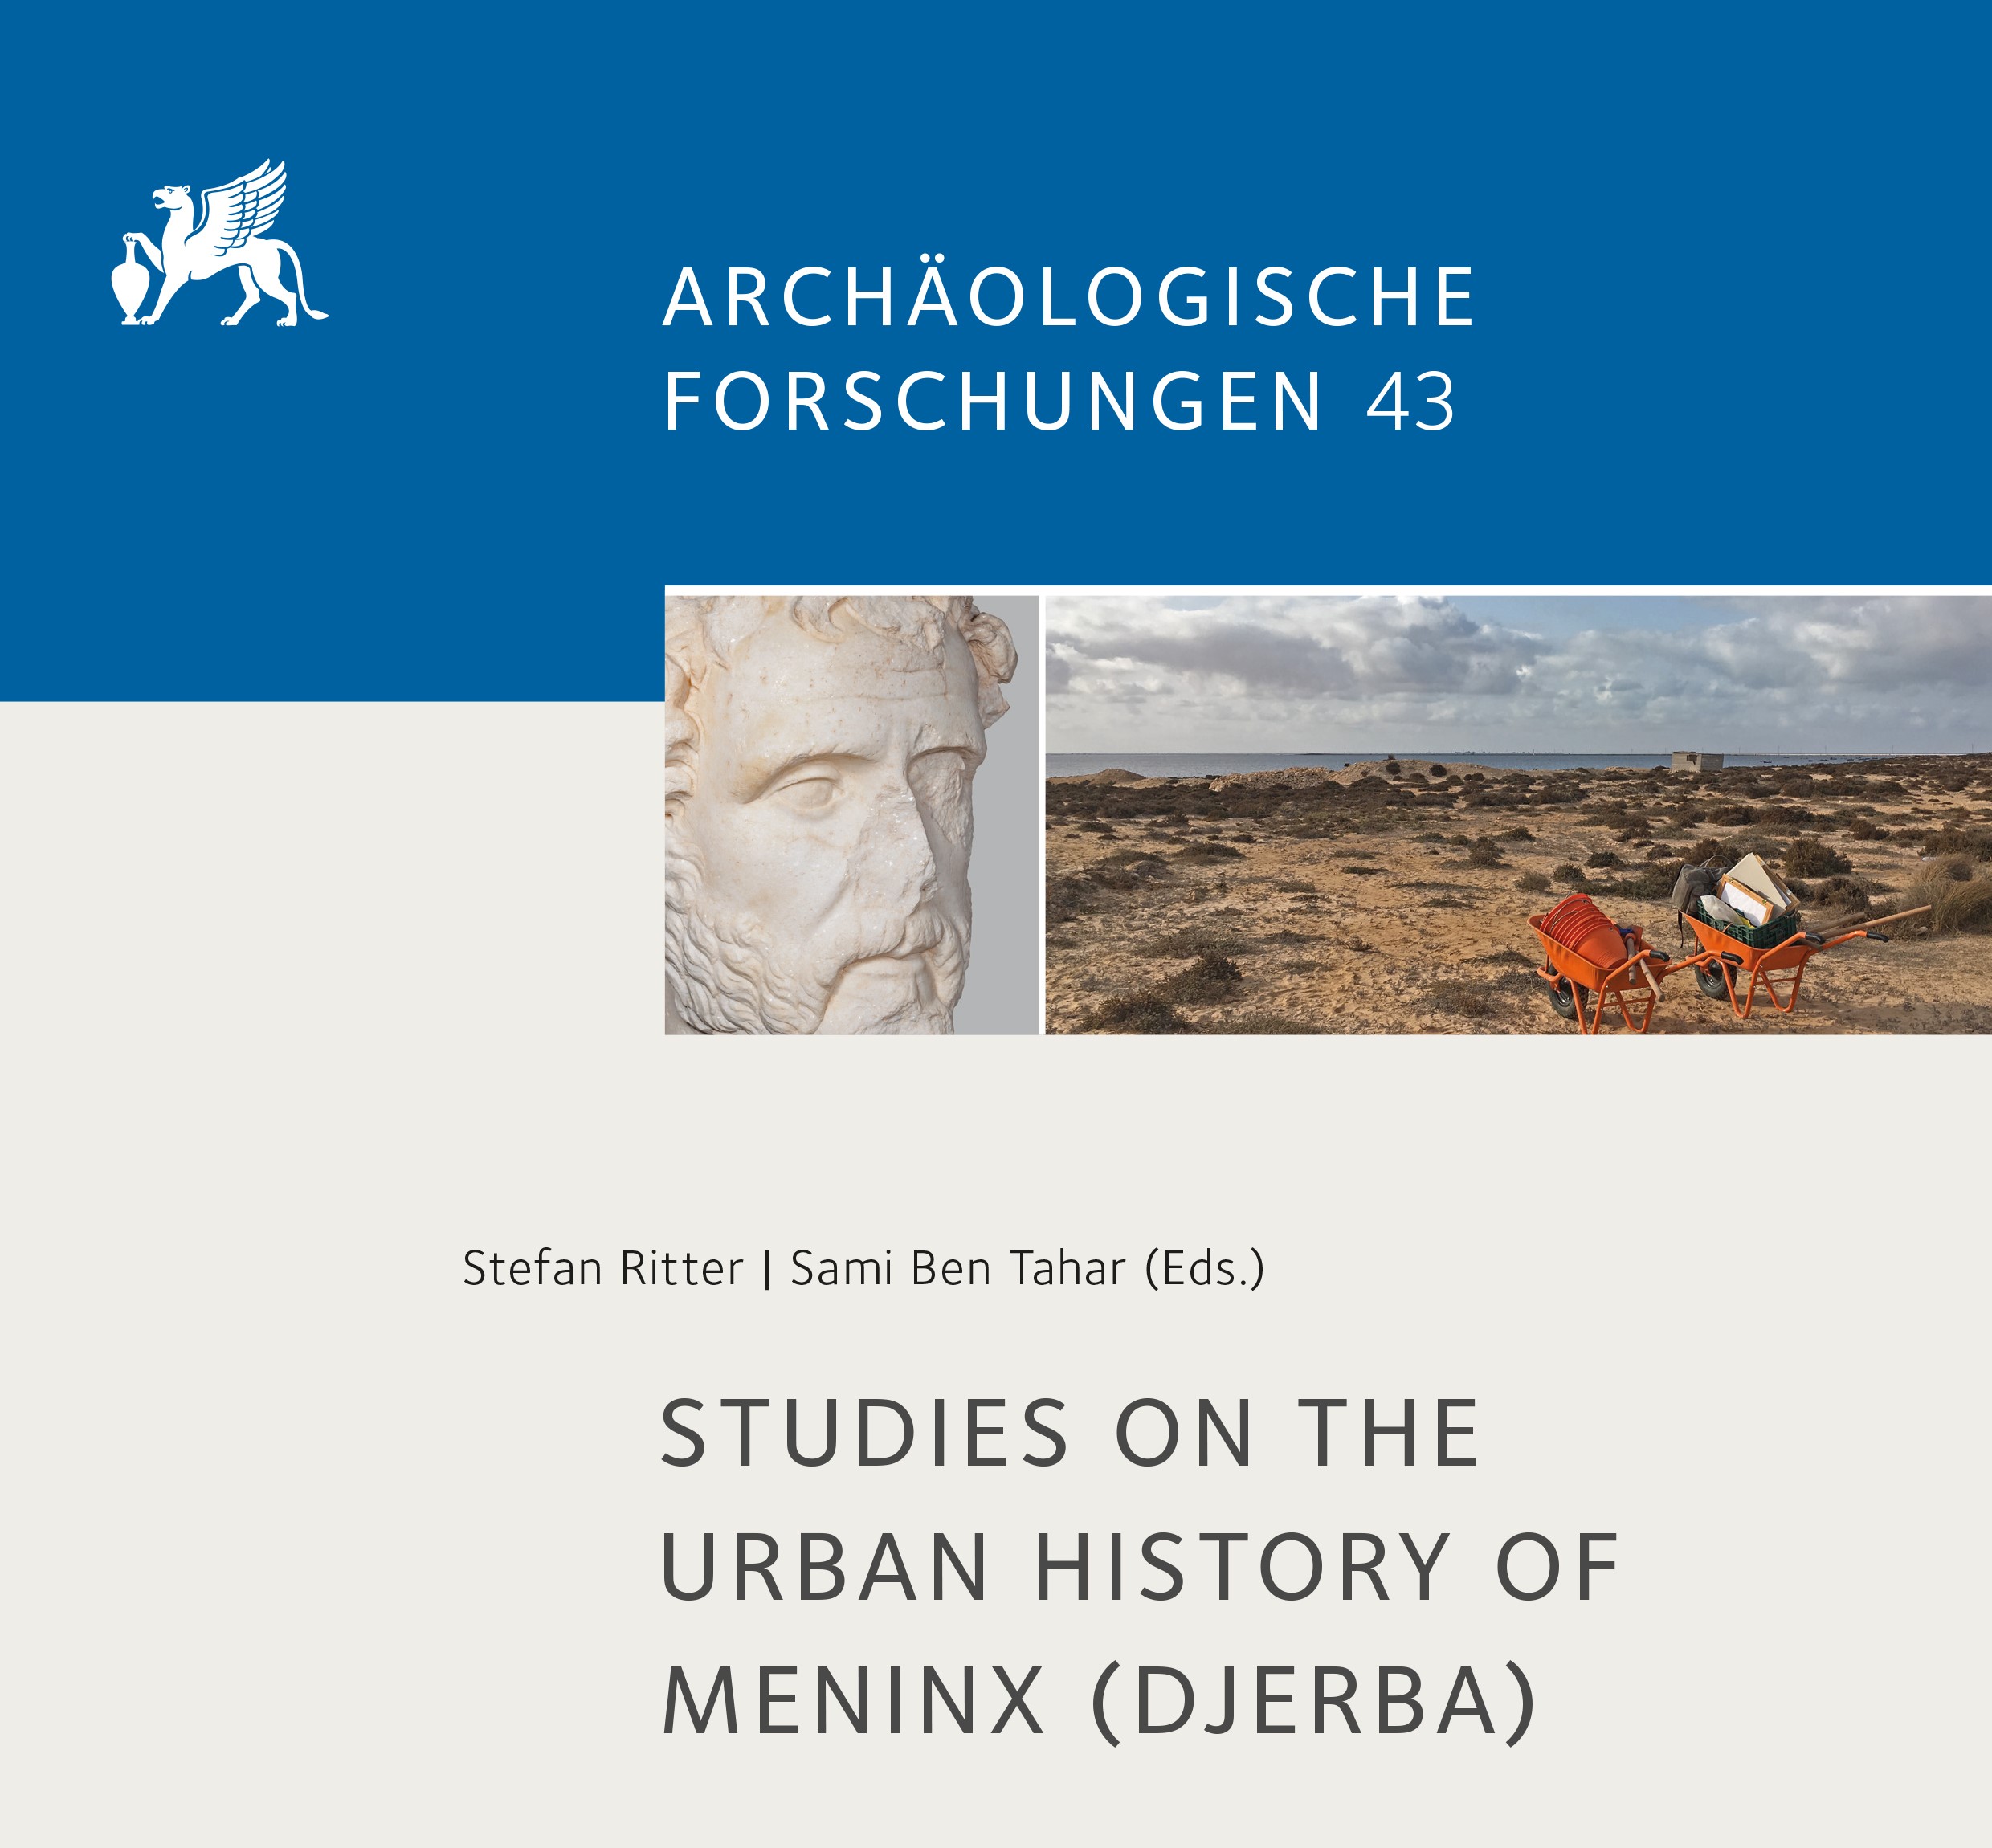 ARCHÄOLOGISCHE
FORSCHUNGEN 43
Stefan Ritter | Sami Ben Tahar (Eds.)
STUDIES ON THE
URBAN HISTORY OF
MENINX (DJERBA)